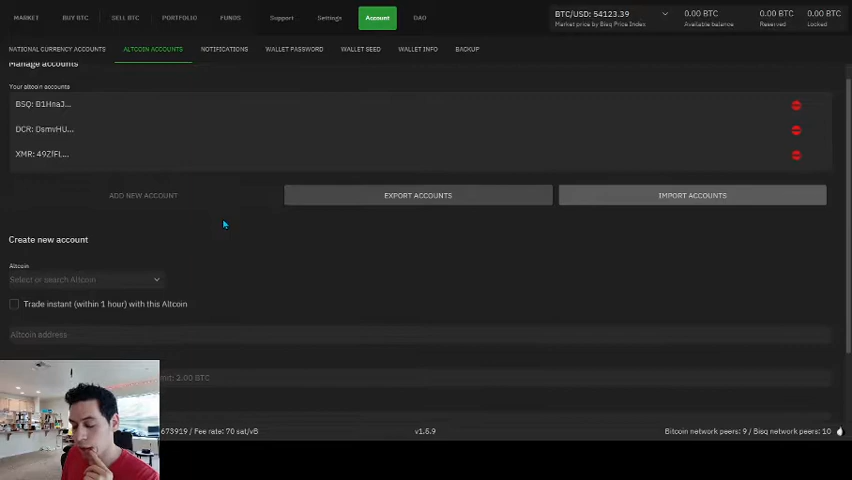 MARKET BUY BTC SELL BTC PORTFOLIO FUNDS Support Settings Account DAO
BTC/USD: 54123.39
Market price by Bisq Price Index
0.00 BTC
Available balance
0.00 BTC
Reserved
0.00 BTC
Locked
NATIONAL CURRENCY ACCOUNTS ALTCOIN ACCOUNTS NOTIFICATIONS WALLET PASSWORD WALLET SEED WALLET INFO BACKUP
Manage accounts
Your altcoin accounts
BSQ: B1HnaJ...
DCR: DsmvHU...
XMR: 49ZfFL...
ADD NEW ACCOUNT EXPORT ACCOUNTS IMPORT ACCOUNTS
Create new account
Altcoin
Select or search Altcoin
Trade instant (within 1 hour) with this Altcoin
Altcoin address
2.00 BTC
673919 / Fee rate: 70 sat/vB v1.5.9 Bitcoin network peers: 9 / Bisq network peers: 10